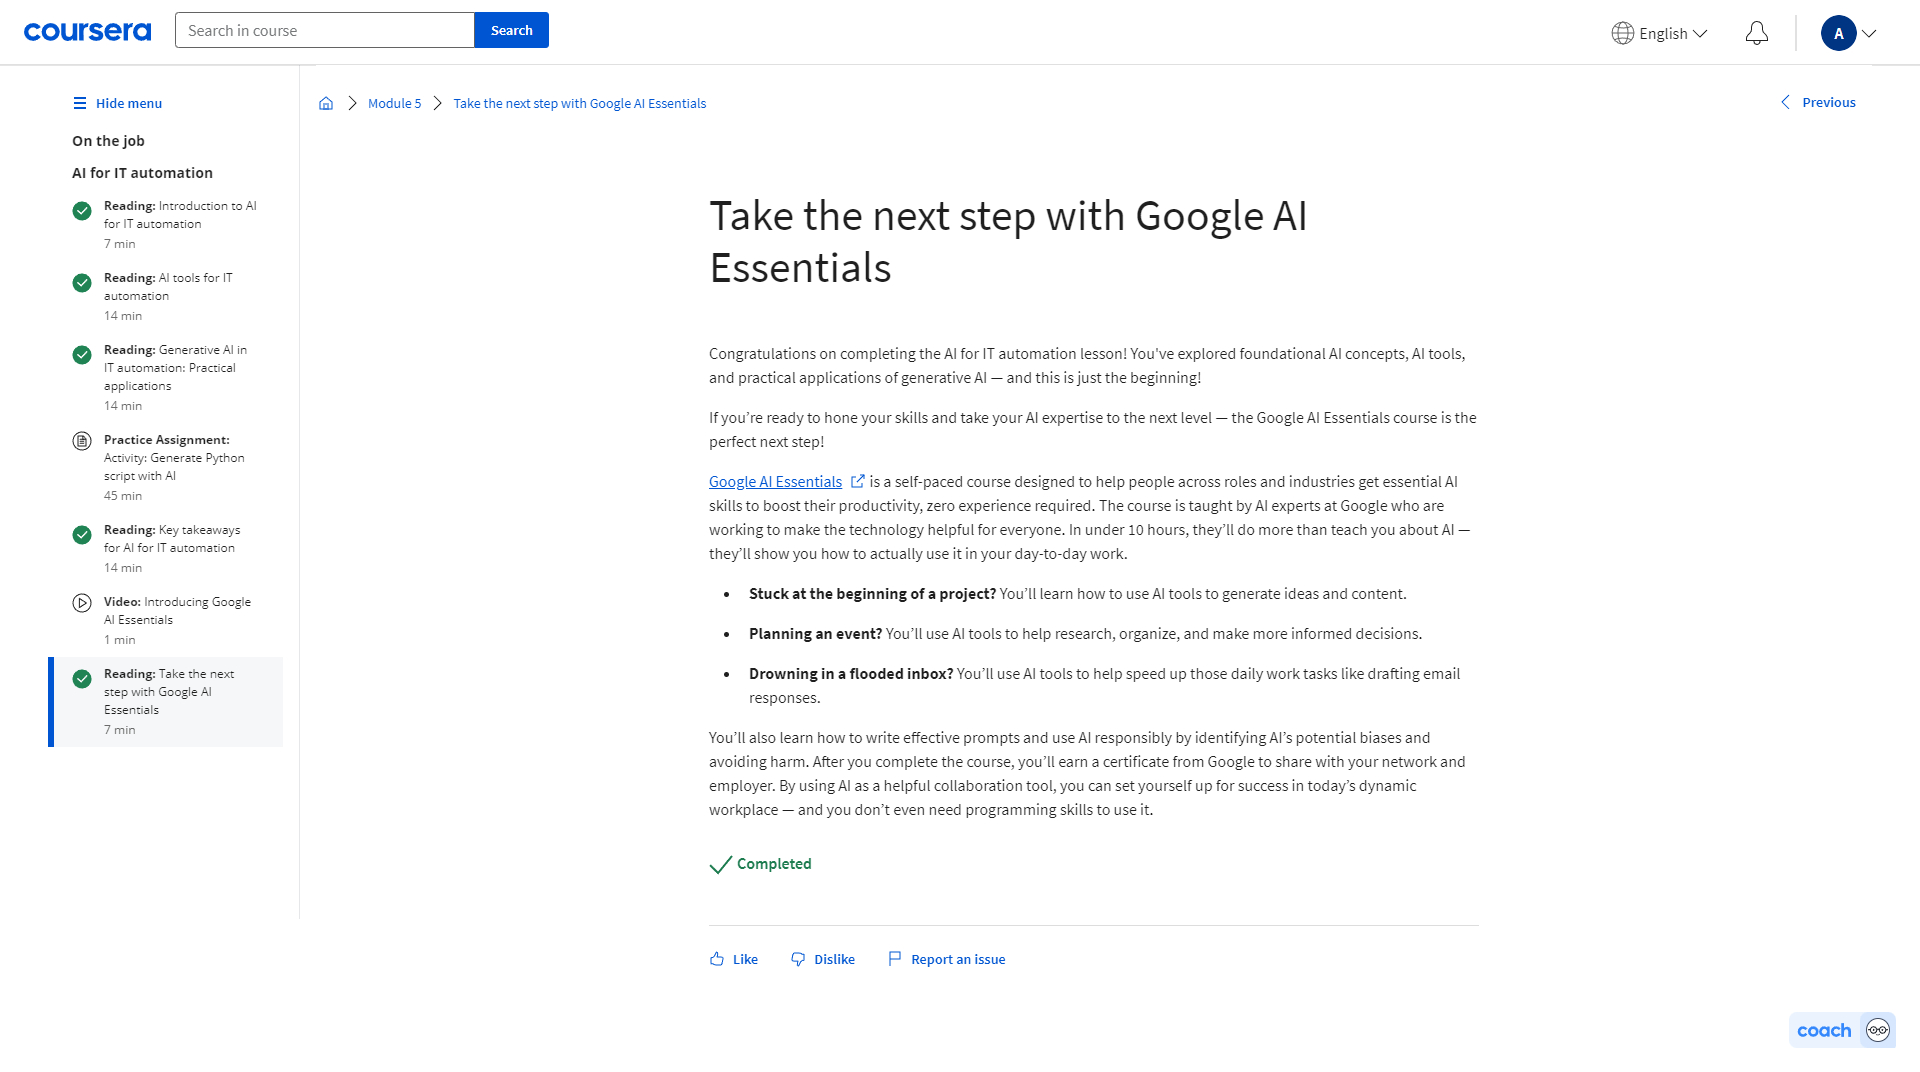 coursera
Search in course
Search
English
A
Hide menu
On the job
AI for IT automation
Reading: Introduction to AI
for IT automation
7 min
Reading: AI tools for IT
automation
14 min
Reading: Generative AI in
IT automation: Practical
applications
14 min
Practice Assignment:
Activity: Generate Python
script with AI
45 min
Reading: Key takeaways
for AI for IT automation
14 min
Video: Introducing Google
AI Essentials
1 min
Reading: Take the next
step with Google AI
Essentials
7 min
Module 5
Take the next step with Google AI Essentials
Previous
Take the next step with Google AI
Essentials
Congratulations on completing the AI for IT automation lesson! You've explored foundational AI concepts, AI tools,
and practical applications of generative AI — and this is just the beginning!
If you’re ready to hone your skills and take your AI expertise to the next level — the Google AI Essentials course is the
perfect next step!
Google AI Essentials is a self-paced course designed to help people across roles and industries get essential AI
skills to boost their productivity, zero experience required. The course is taught by AI experts at Google who are
working to make the technology helpful for everyone. In under 10 hours, they’ll do more than teach you about AI —
they’ll show you how to actually use it in your day-to-day work.
• Stuck at the beginning of a project? You’ll learn how to use AI tools to generate ideas and content.
• Planning an event? You’ll use AI tools to help research, organize, and make more informed decisions.
• Drowning in a flooded inbox? You’ll use AI tools to help speed up those daily work tasks like drafting email
responses.
You’ll also learn how to write effective prompts and use AI responsibly by identifying AI’s potential biases and
avoiding harm. After you complete the course, you’ll earn a certificate from Google to share with your network and
employer. By using AI as a helpful collaboration tool, you can set yourself up for success in today’s dynamic
workplace — and you don’t even need programming skills to use it.
Completed
Like
Dislike
Report an issue
coach